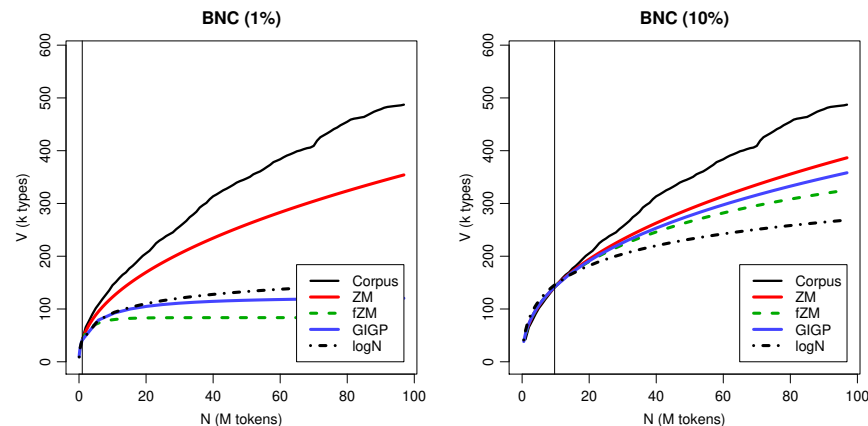 BNC (1%)
V (k types)
0 100 200 300 400 500 600
0 20 40 60 80 100
N (M tokens)
Corpus
ZM
fZM
GIGP
logN
BNC (10%)
V (k types)
0 100 200 300 400 500 600
0 20 40 60 80 100
N (M tokens)
Corpus
ZM
fZM
GIGP
logN